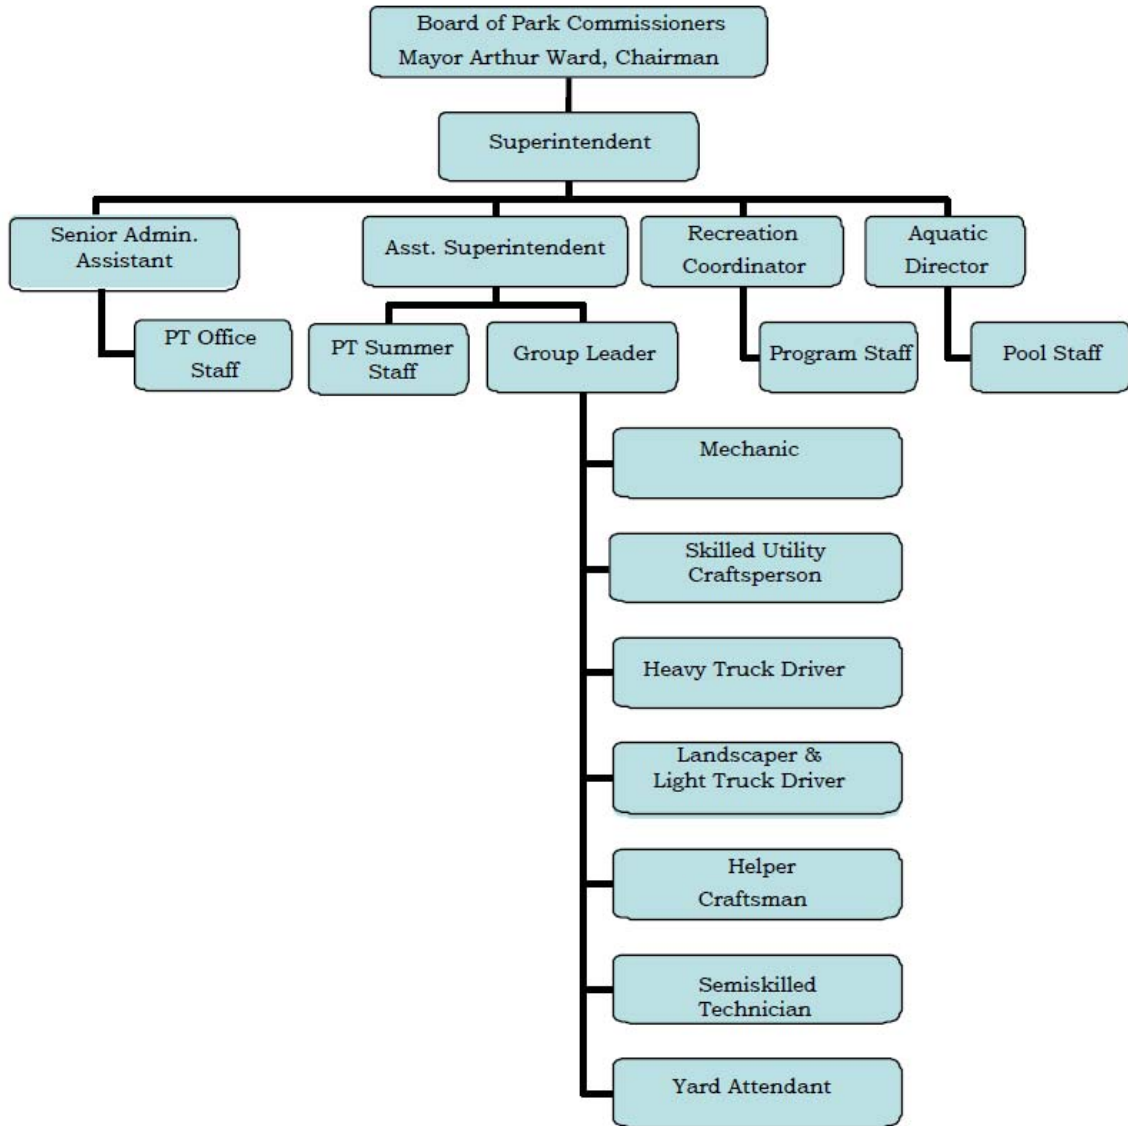 Board of Park Commissioners
Mayor Arthur Ward, Chairman
Superintendent
Senior Admin.
Assistant
Asst. Superintendent
Recreation
Coordinator
Aquatic
Director
PT Office
Staff
PT Summer
Staff
Group Leader
Program Staff
Pool Staff
Mechanic
Skilled Utility
Craftsperson
Heavy Truck Driver
Landscaper &
Light Truck Driver
Helper
Craftsman
Semiskilled
Technician
Yard Attendant